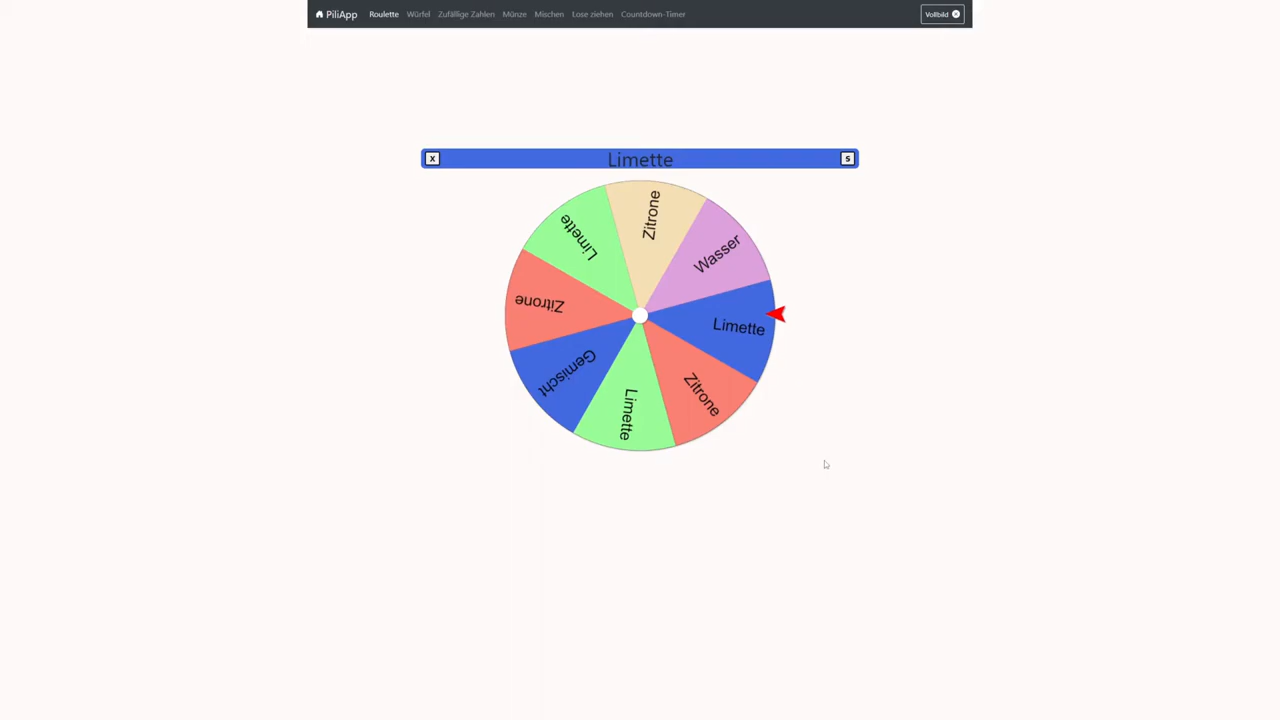 PiliApp Roulette Würfel Zufällige Zahlen Münze Mischen Lose ziehen Countdown-Timer Vollbild
X Limette S
Zitrone
Wasser
Limette
Zitrone
Limette
Gemischt
Zitrone
Limette